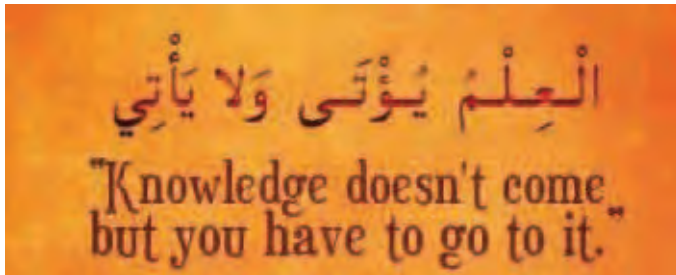 الْعِلْمُ يُؤْتَى وَلا يَأْتِي
"Knowledge doesn't come
but you have to go to it."